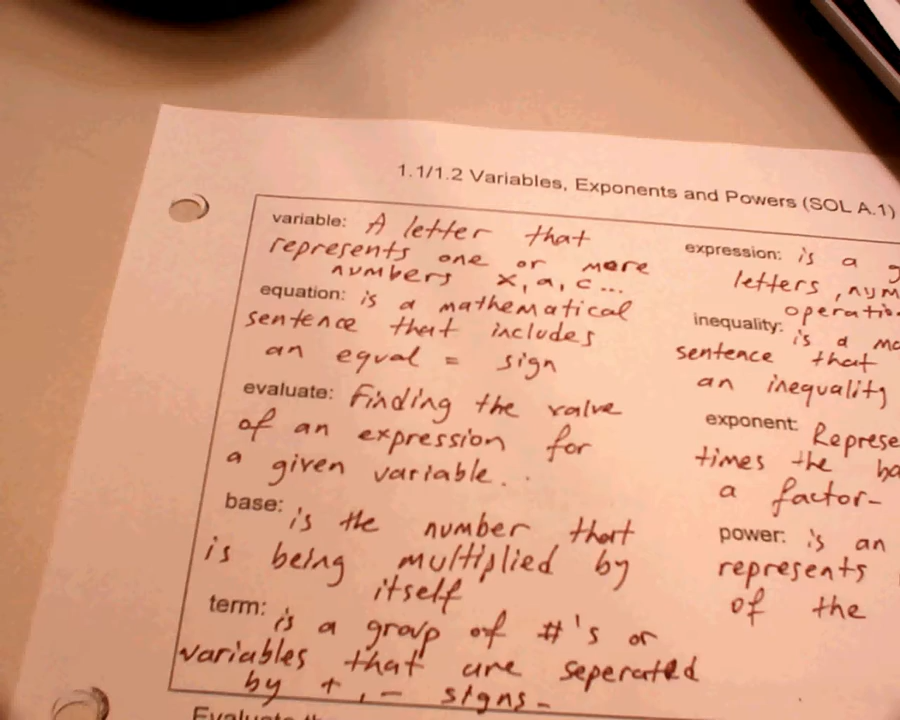 1.1/1.2 Variables, Exponents and Powers (SOL A.1)
variable: A letter that
represents one or more
numbers x, a, c ...
equation: is a mathematical
sentence that includes
an equal = sign
evaluate: Finding the value
of an expression for
a given variable...
base: is the number that
is being multiplied by
itself
term: is a group of #'s or
variables that are seperated
by + , - signs-
expression: is a
letters,
inequality: is a
sentence that
an inequality
exponent:
times the
a factor-
power: is an
represents
of the